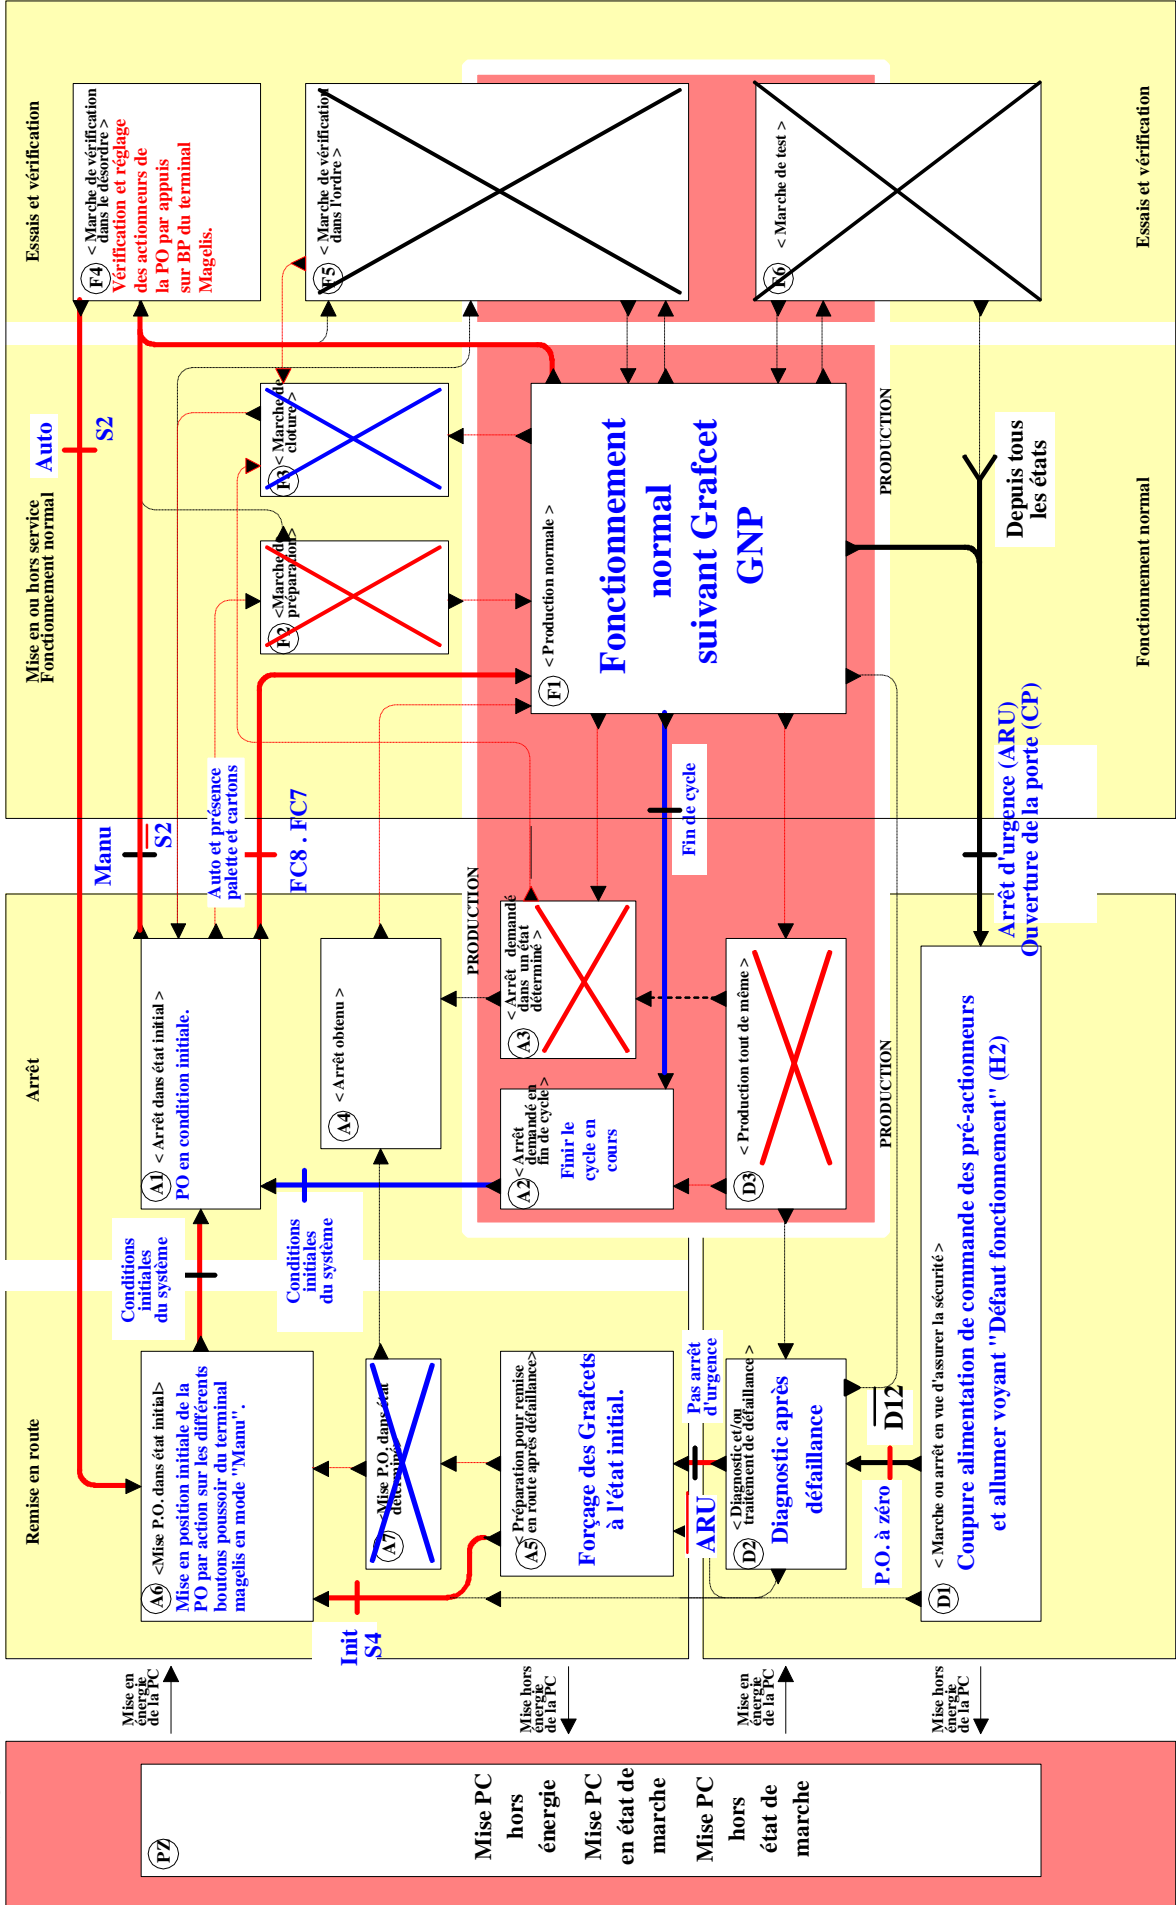 PZ
Mise PC
hors
énergie
Mise PC
en état de
marche
Mise PC
hors
état de
marche
Mise en
énergie
de la PC
Mise hors
énergie
de la PC
Mise en
énergie
de la PC
Mise hors
énergie
de la PC
Remise en route
A6 <Mise P.O. dans état initial>
Mise en position initiale de la
PO par action sur les différents
boutons poussoir du terminal
magelis en mode "Manu".
A7 <Mise P.O. dans état
déterminé>
A5 <Préparation pour remise
en route après défaillance>
Forçage des Grafcets
à l'état initial.
Init
S4
Conditions
initiales
du système
Conditions
initiales
du système
Pas arrêt
d'urgence
ARU
D2 < Diagnostic et/ou
traitement de défaillance >
Diagnostic après
défaillance
P.O. à zéro
D12
D1 < Marche ou arrêt en vue d'assurer la sécurité >
Coupure alimentation de commande des pré-actionneurs
et allumer voyant "Défaut fonctionnement" (H2)
Arrêt
A1 < Arrêt dans état initial >
PO en condition initiale.
A4 < Arrêt obtenu >
A2 < Arrêt
demandé en
fin de cycle >
Finir le
cycle en
cours
A3 < Arrêt demandé
dans un état
déterminé >
D3 < Production tout de même >
PRODUCTION
PRODUCTION
Manu
S2
Auto et présence
palette et cartons
FC8 . FC7
Fin de cycle
Arrêt d'urgence (ARU)
Ouverture de la porte (CP)
Mise en ou hors service
Fonctionnement normal
Auto
S2
F2 <Marche de
préparation>
F3 < Marche de
cloture >
F1 < Production normale >
Fonctionnement
normal
suivant Grafcet
GNP
PRODUCTION
Depuis tous
les états
Fonctionnement normal
Essais et vérification
F4 < Marche de vérification
dans le désordre >
Vérification et réglage
des actionneurs de
la PO par appuis
sur BP du terminal
Magelis.
F5 < Marche de vérification
dans l'ordre >
F6 < Marche de test >
Essais et vérification